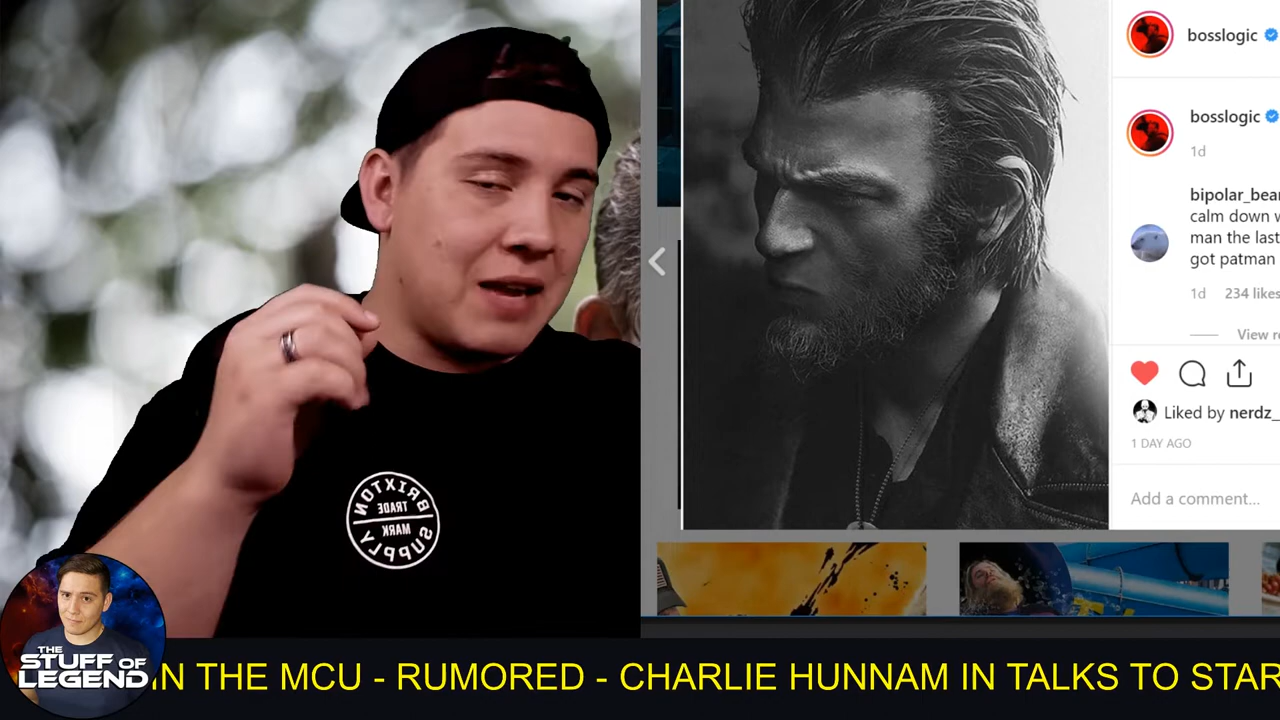 bosslogic
bosslogic
1d
calm down w
man the last
got patman
1d 234 likes
View re
Liked by nerdz_
1 DAY AGO
Add a comment...
BRIXTON
TRADE
MARK
SUPPLY
THE
STUFF OF
LEGEND
IN THE MCU - RUMORED - CHARLIE HUNNAM IN TALKS TO STAR